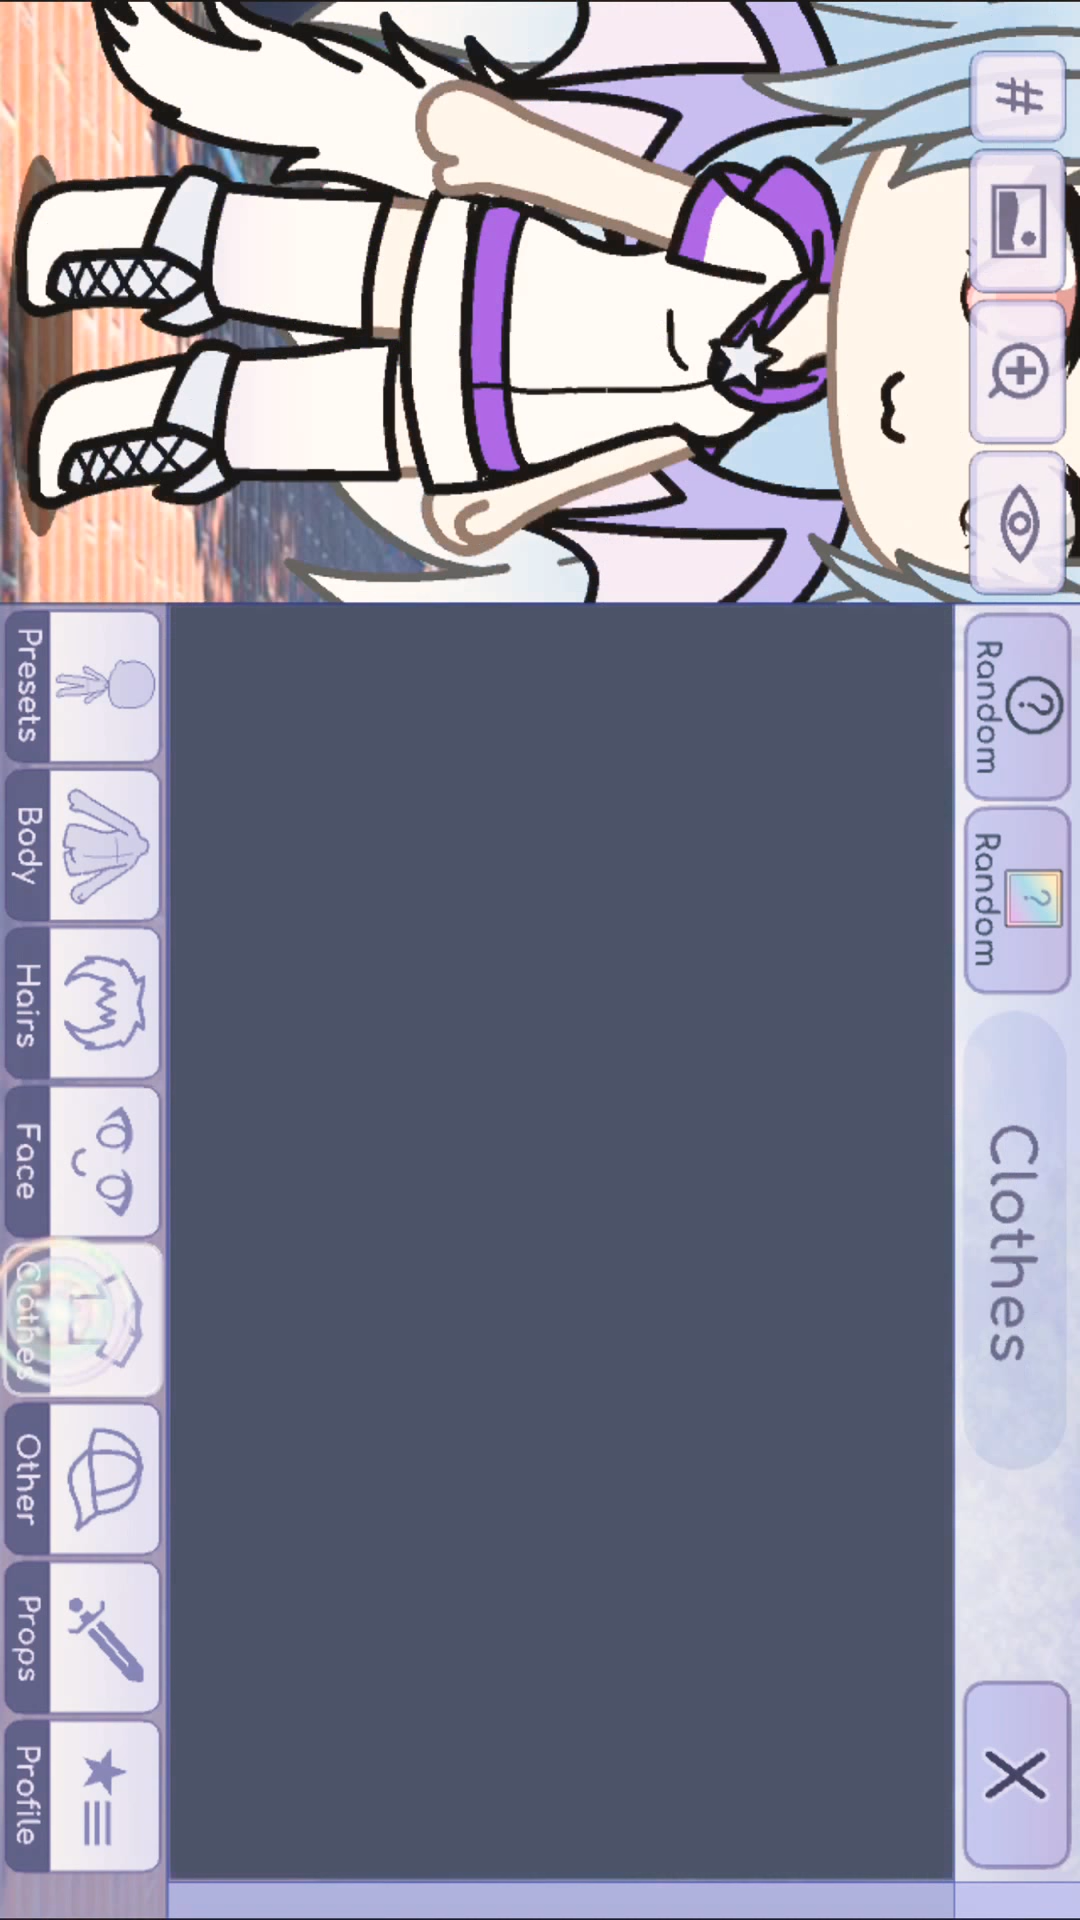 #
? Random
? Random
Clothes
X
Presets
Body
Hairs
Face
Clothes
Other
Props
Profile